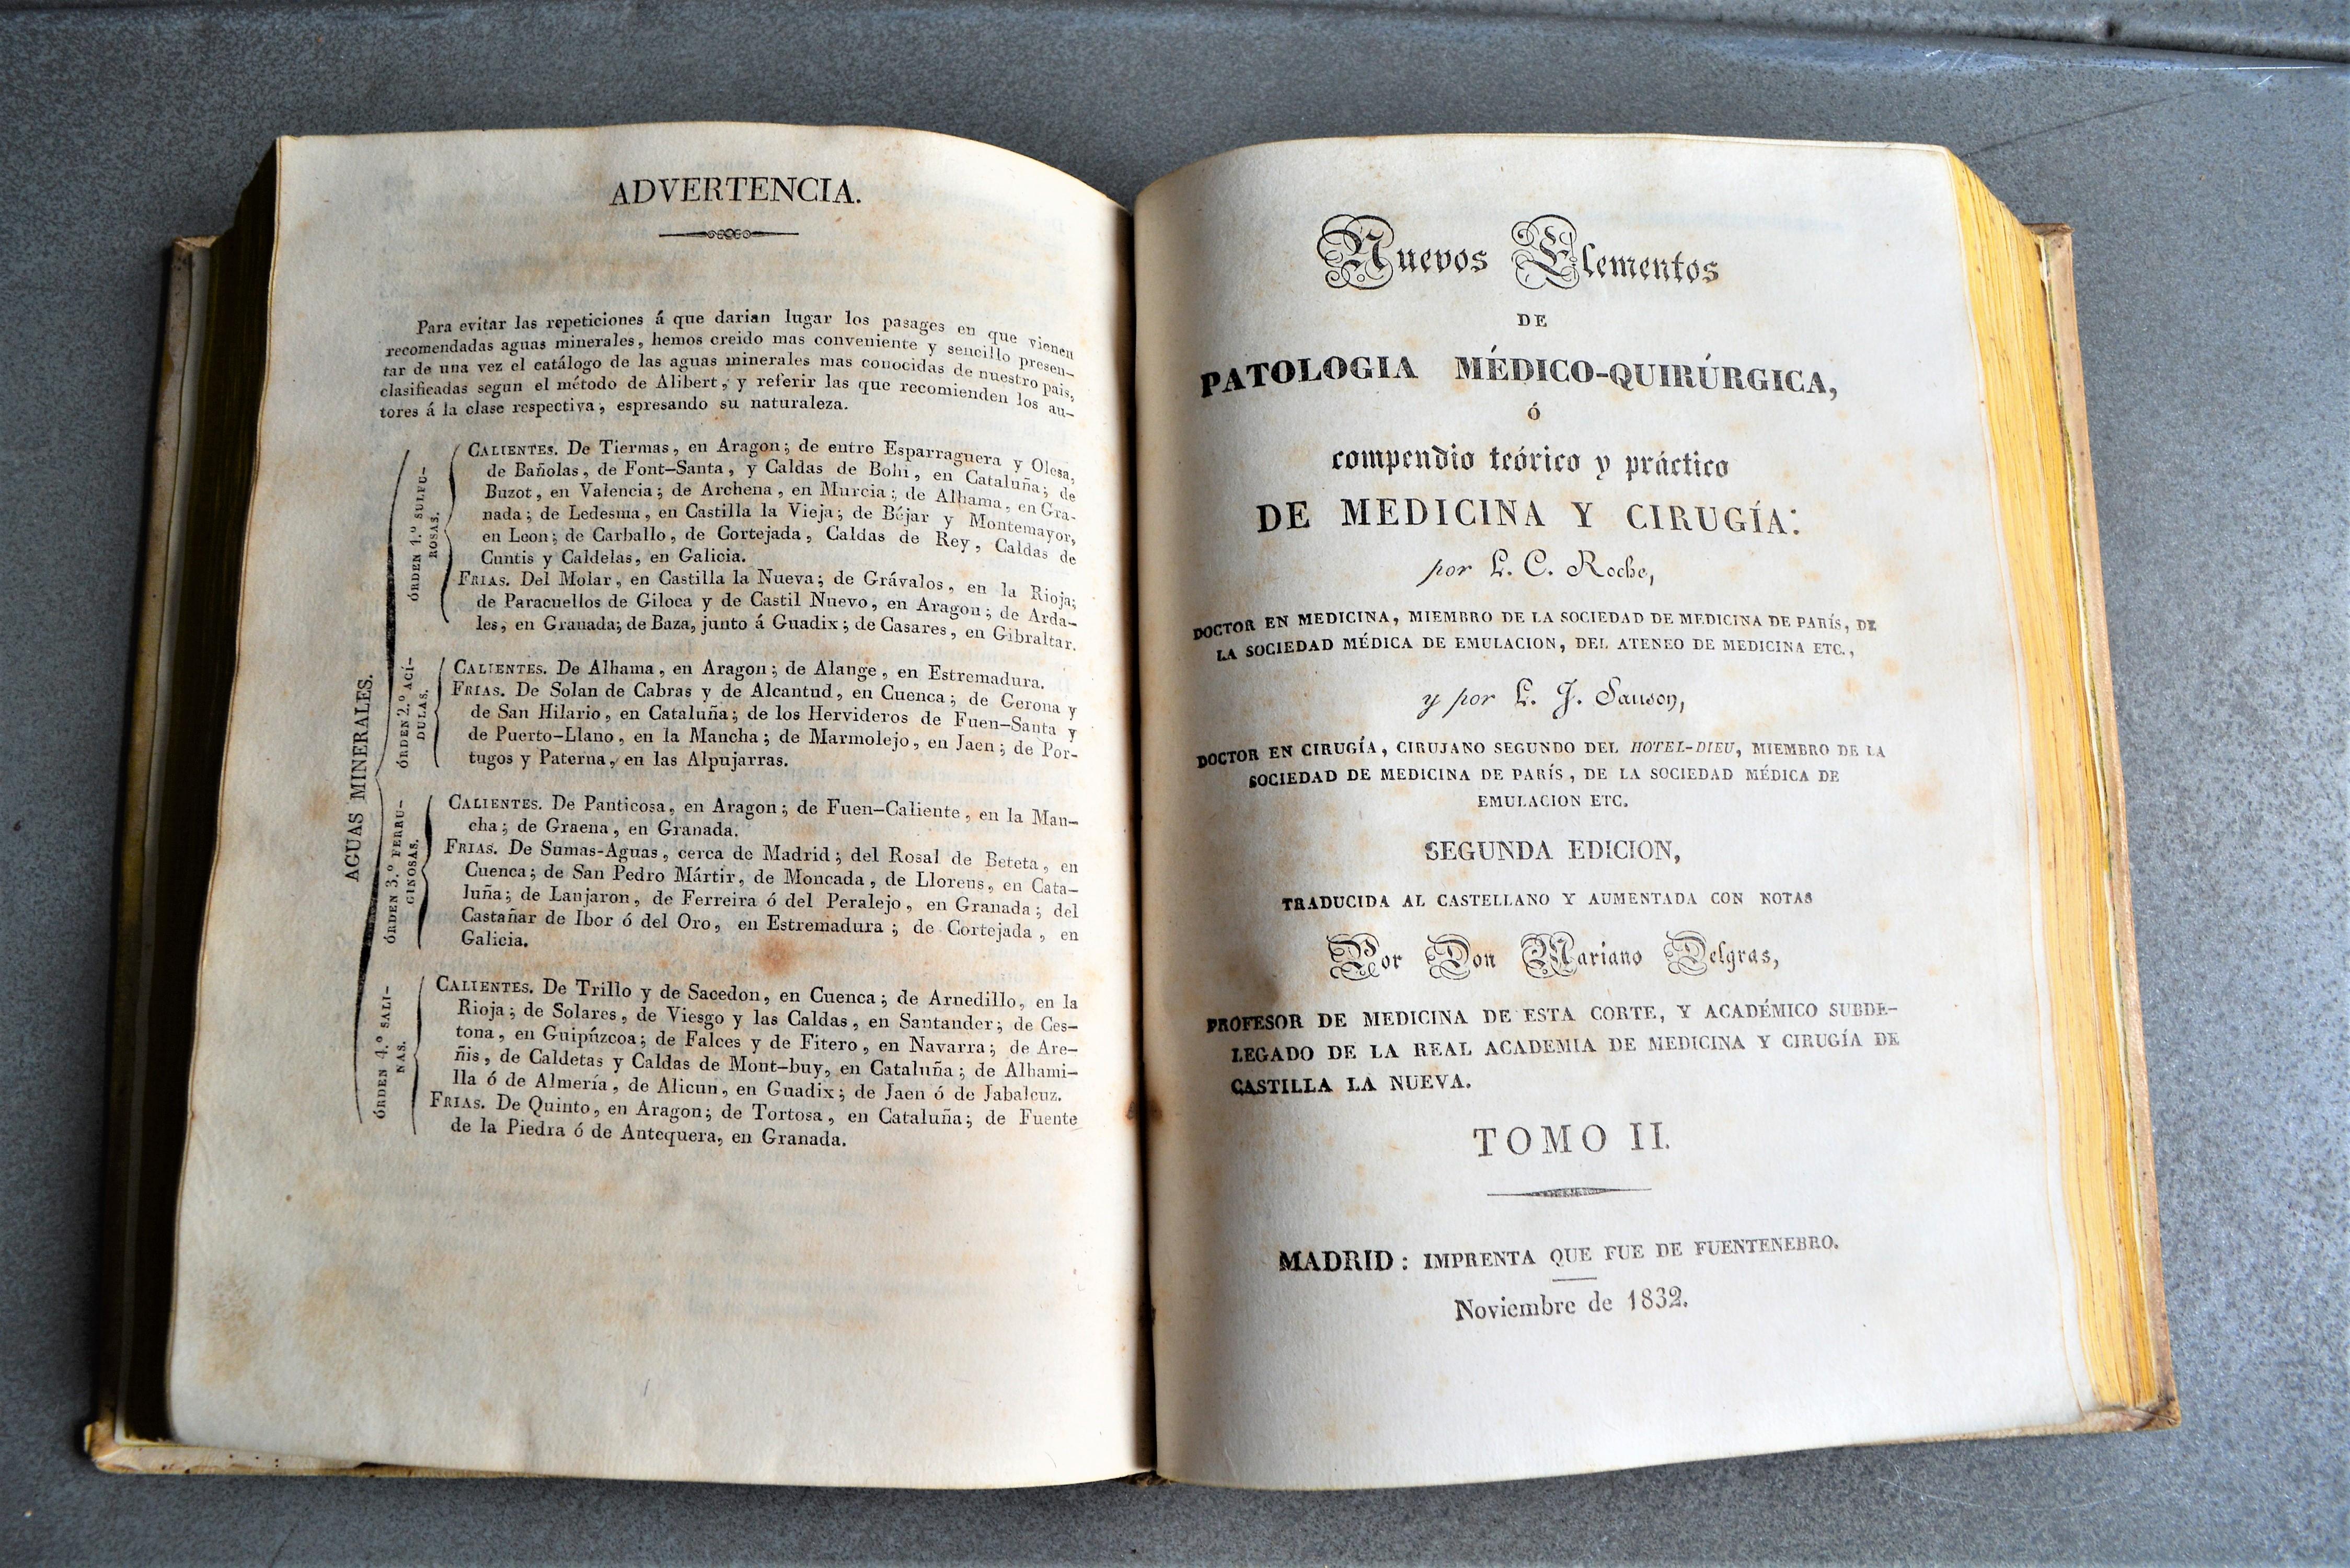 ADVERTENCIA.
Para evitar las repeticiones á que darian lugar los pasages en que vienen
recomendadas aguas minerales, hemos creido mas conveniente y sencillo presen-
tar de una vez el catálogo de las aguas minerales mas conocidas de nuestro pais,
clasificadas segun el método de Alibert, y referir las que recomienden los au-
tores á la clase respectiva, espresando su naturaleza.
AGUAS MINERALES.
ÓRDEN 1.º SULFU-
ROSAS.
CALIENTES. De Tiermas, en Aragon; de entro Esparraguera y Olesa,
de Bañolas, de Font-Santa, y Caldas de Bohi, en Cataluña; de
Buzot, en Valencia; de Archena, en Murcia; de Alhama, en Gra-
nada; de Ledesma, en Castilla la Vieja; de Béjar y Montemayor,
en Leon; de Carballo, de Cortejada, Caldas de Rey, Caldas de
Cuntis y Caldelas, en Galicia.
FRIAS. Del Molar, en Castilla la Nueva; de Grávalos, en la Rioja;
de Paracuellos de Giloca y de Castil Nuevo, en Aragon; de Arda-
les, en Granada; de Baza, junto á Guadix; de Casares, en Gibraltar.
ÓRDEN 2.º ACÍ-
DULAS.
CALIENTES. De Alhama, en Aragon; de Alange, en Estremadura.
FRIAS. De Solan de Cabras y de Alcantud, en Cuenca; de Gerona y
de San Hilario, en Cataluña; de los Hervideros de Fuen-Santa y
de Puerto-Llano, en la Mancha; de Marmolejo, en Jaen; de Por-
tugos y Paterna, en las Alpujarras.
ÓRDEN 3.º FERRU-
GINOSAS.
CALIENTES. De Panticosa, en Aragon; de Fuen-Caliente, en la Man-
cha; de Graena, en Granada.
FRIAS. De Sumas-Aguas, cerca de Madrid; del Rosal de Beteta, en
Cuenca; de San Pedro Mártir, de Moncada, de Llorens, en Cata-
luña; de Lanjaron, de Ferreira ó del Peralejo, en Granada; del
Castañar de Ibor ó del Oro, en Estremadura; de Cortejada, en
Galicia.
ÓRDEN 4.º SALI-
NAS.
CALIENTES. De Trillo y de Sacedon, en Cuenca; de Arnedillo, en la
Rioja; de Solares, de Viesgo y las Caldas, en Santander; de Ces-
tona, en Guipúzcoa; de Falces y de Fitero, en Navarra; de Are-
ñis, de Caldetas y Caldas de Mont-buy, en Cataluña; de Alhami-
lla ó de Almería, de Alicun, en Guadix; de Jaen ó de Jabalcuz.
FRIAS. De Quinto, en Aragon; de Tortosa, en Cataluña; de Fuente
de la Piedra ó de Antequera, en Granada.
Nuevos Elementos
DE
PATOLOGIA MÉDICO-QUIRÚRGICA,
ó
compendio teórico y práctico
DE MEDICINA Y CIRUGÍA:
por L. C. Roche,
DOCTOR EN MEDICINA, MIEMBRO DE LA SOCIEDAD DE MEDICINA DE PARÍS, DE
LA SOCIEDAD MÉDICA DE EMULACION, DEL ATENEO DE MEDICINA ETC.,
y por L. J. Sanson,
DOCTOR EN CIRUGÍA, CIRUJANO SEGUNDO DEL HOTEL-DIEU, MIEMBRO DE LA
SOCIEDAD DE MEDICINA DE PARÍS, DE LA SOCIEDAD MÉDICA DE
EMULACION ETC.
SEGUNDA EDICION,
TRADUCIDA AL CASTELLANO Y AUMENTADA CON NOTAS
Por Don Mariano Delgras,
PROFESOR DE MEDICINA DE ESTA CORTE, Y ACADÉMICO SUBDE-
LEGADO DE LA REAL ACADEMIA DE MEDICINA Y CIRUGÍA DE
CASTILLA LA NUEVA.
TOMO II.
MADRID: IMPRENTA QUE FUE DE FUENTENEBRO.
Noviembre de 1832.